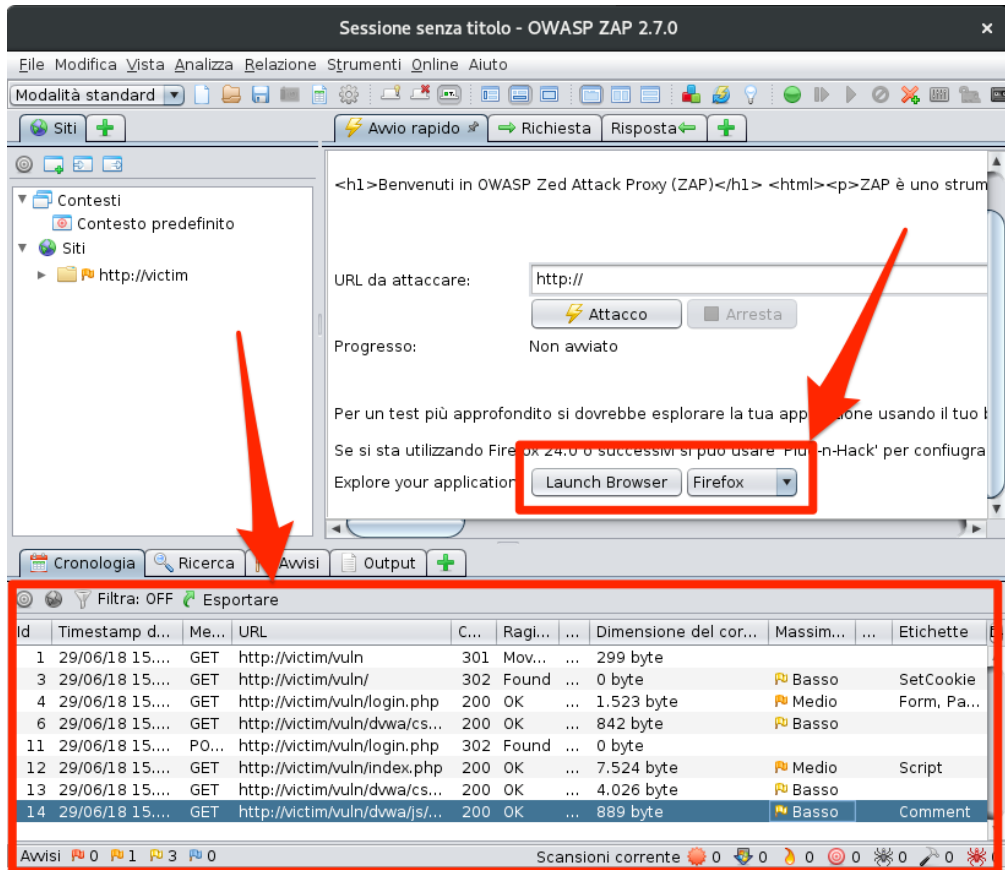 Sessione senza titolo - OWASP ZAP 2.7.0
File Modifica Vista Analizza Relazione Strumenti Online Aiuto
Modalità standard
Siti
Avvio rapido
Richiesta
Risposta
<h1>Benvenuti in OWASP Zed Attack Proxy (ZAP)</h1> <html><p>ZAP è uno strum
Contesti
Contesto predefinito
Siti
http://victim
URL da attaccare: http://
Attacco
Arresta
Progresso: Non avviato
Per un test più approfondito si dovrebbe esplorare la tua one usando il tuo
Se si sta utilizzando Firefox 24.0 o successivi si può usare -n-Hack' per confiugra
Explore your application Launch Browser Firefox
Cronologia Ricerca Avvisi Output
Filtra: OFF Esportare
Id Timestamp d... Me... URL C... Ragi... ... Dimensione del cor... Massim... ... Etichette
1 29/06/18 15.... GET http://victim/vuln 301 Mov... ... 299 byte
3 29/06/18 15.... GET http://victim/vuln/ 302 Found ... 0 byte Basso SetCookie
4 29/06/18 15.... GET http://victim/vuln/login.php 200 OK ... 1.523 byte Medio Form, Pa...
6 29/06/18 15.... GET http://victim/vuln/dvwa/cs... 200 OK ... 842 byte Basso
11 29/06/18 15.... PO... http://victim/vuln/login.php 302 Found ... 0 byte
12 29/06/18 15.... GET http://victim/vuln/index.php 200 OK ... 7.524 byte Medio Script
13 29/06/18 15.... GET http://victim/vuln/dvwa/cs... 200 OK ... 4.026 byte Basso
14 29/06/18 15.... GET http://victim/vuln/dvwa/js/... 200 OK ... 889 byte Basso Comment
Avvisi 0 1 3 0 Scansioni corrente 0 0 0 0 0 0